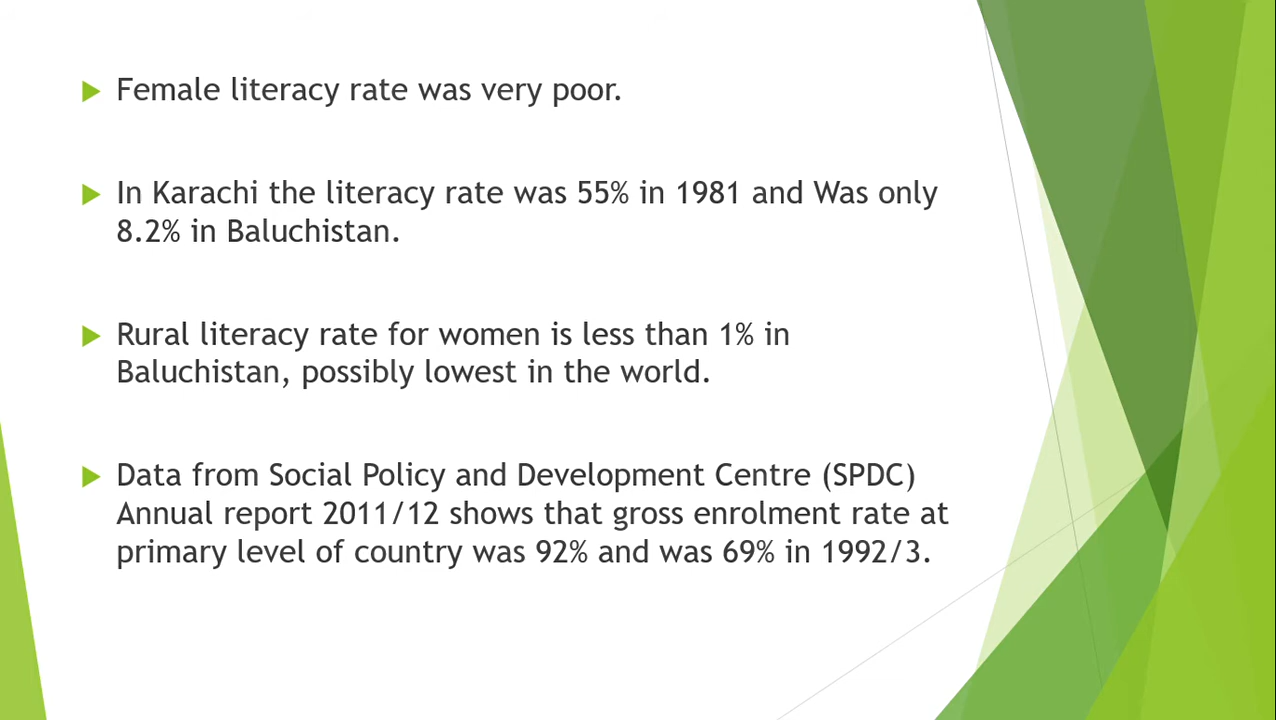 Female literacy rate was very poor.
In Karachi the literacy rate was 55% in 1981 and Was only
8.2% in Baluchistan.
Rural literacy rate for women is less than 1% in
Baluchistan, possibly lowest in the world.
Data from Social Policy and Development Centre (SPDC)
Annual report 2011/12 shows that gross enrolment rate at
primary level of country was 92% and was 69% in 1992/3.